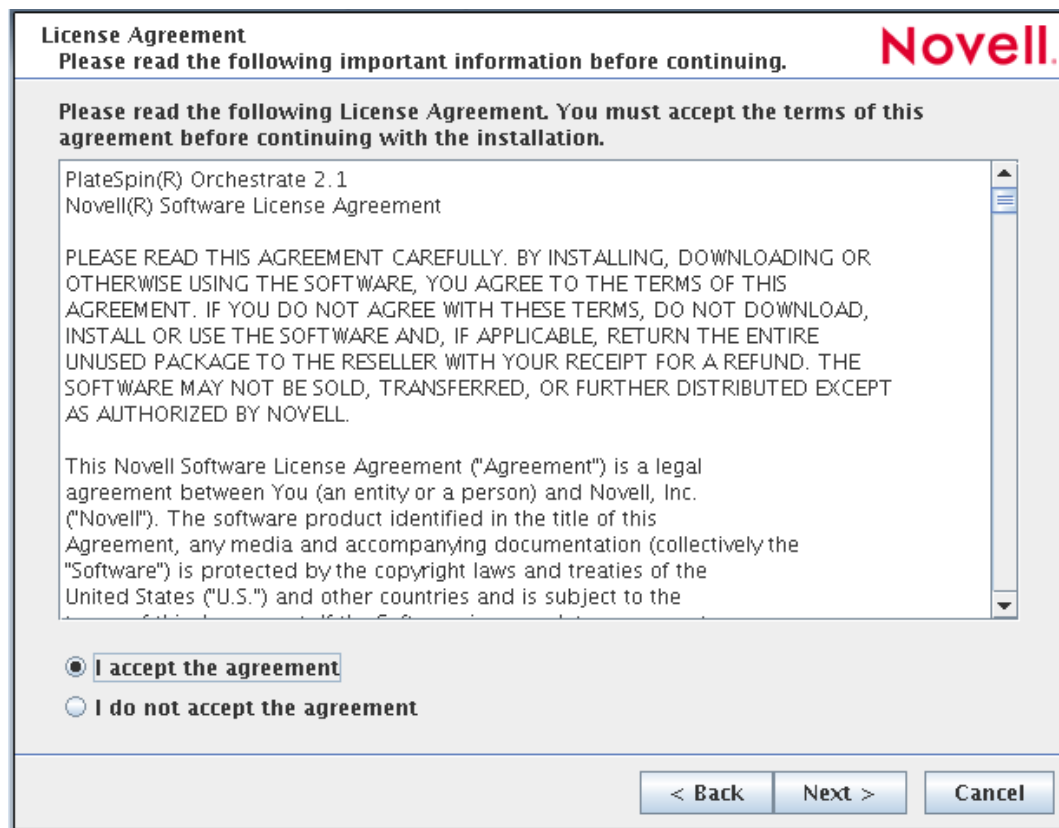 License Agreement
Please read the following important information before continuing.
Novell.
Please read the following License Agreement. You must accept the terms of this
agreement before continuing with the installation.
PlateSpin(R) Orchestrate 2.1
Novell(R) Software License Agreement
PLEASE READ THIS AGREEMENT CAREFULLY. BY INSTALLING, DOWNLOADING OR
OTHERWISE USING THE SOFTWARE, YOU AGREE TO THE TERMS OF THIS
AGREEMENT. IF YOU DO NOT AGREE WITH THESE TERMS, DO NOT DOWNLOAD,
INSTALL OR USE THE SOFTWARE AND, IF APPLICABLE, RETURN THE ENTIRE
UNUSED PACKAGE TO THE RESELLER WITH YOUR RECEIPT FOR A REFUND. THE
SOFTWARE MAY NOT BE SOLD, TRANSFERRED, OR FURTHER DISTRIBUTED EXCEPT
AS AUTHORIZED BY NOVELL.
This Novell Software License Agreement ("Agreement") is a legal
agreement between You (an entity or a person) and Novell, Inc.
("Novell"). The software product identified in the title of this
Agreement, any media and accompanying documentation (collectively the
"Software") is protected by the copyright laws and treaties of the
United States ("U.S.") and other countries and is subject to the
I accept the agreement
I do not accept the agreement
< Back
Next >
Cancel